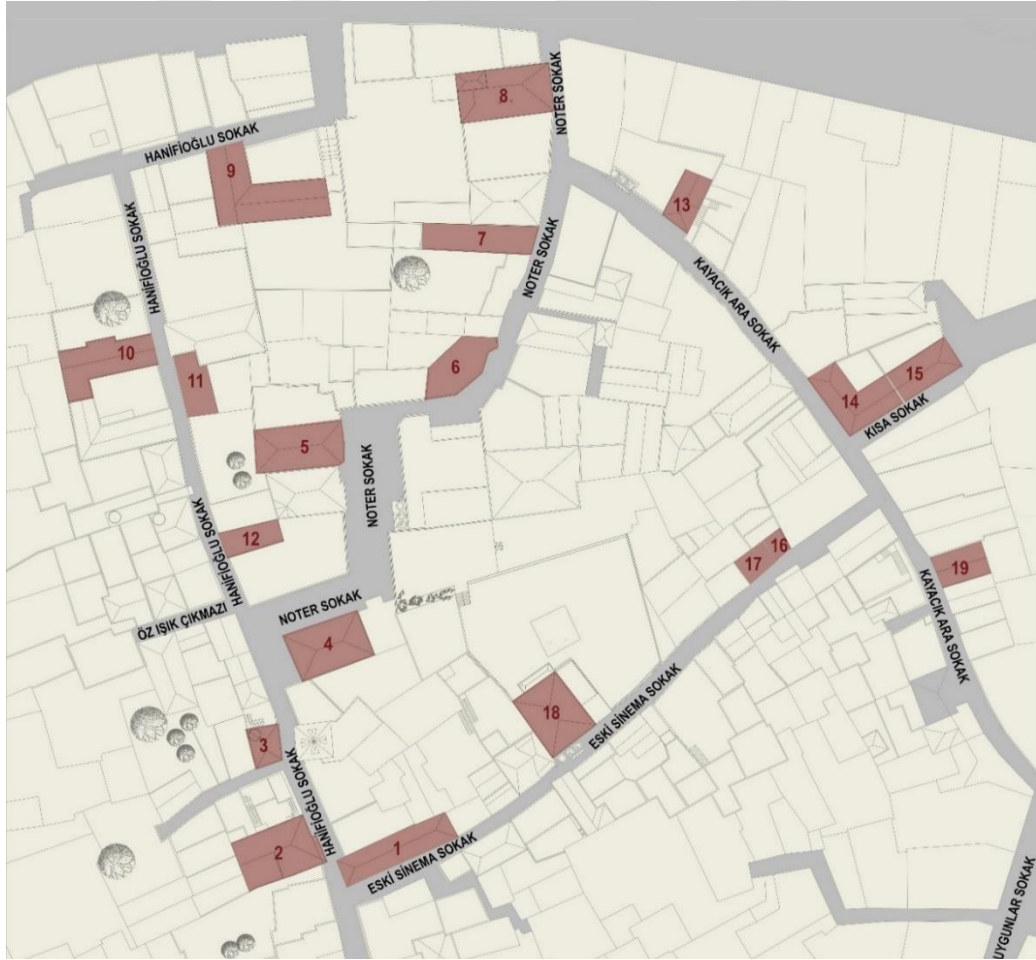 8
NOTER SOKAK
HANİFİOĞLU SOKAK
9
13
7
NOTER SOKAK
HANİFİOĞLU SOKAK
KAYACIK ARA SOKAK
10
6
11
15
14
KISA SOKAK
5
NOTER SOKAK
12
HANİFİOĞLU SOKAK
16
17
19
NOTER SOKAK
ÖZ IŞIK ÇIKMAZI
4
KAYACIK ARA SOKAK
18
ESKİ SİNEMA SOKAK
3
HANİFİOĞLU SOKAK
2
1
ESKİ SİNEMA SOKAK
UYGUNLAR SOKAK